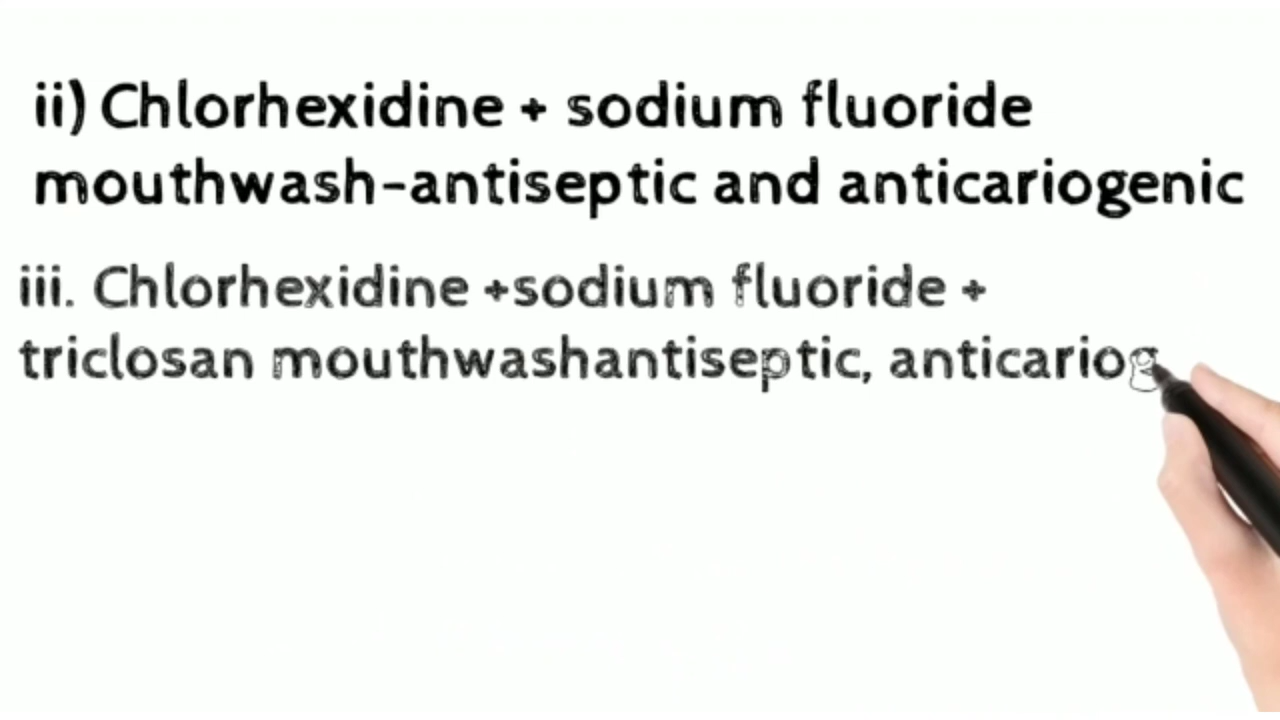 ii) Chlorhexidine + sodium fluoride
mouthwash-antiseptic and anticariogenic
iii. Chlorhexidine +sodium fluoride +
triclosan mouthwashantiseptic, anticariog